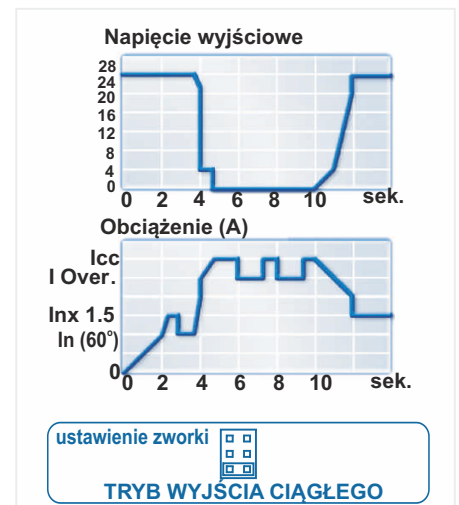 Napięcie wyjściowe
28
24
20
16
12
8
4
0
0 2 4 6 8 10 sek.
Obciążenie (A)
Icc
I Over.
Inx 1.5
In (60°)
0
0 2 4 6 8 10 sek.
ustawienie zworki
TRYB WYJŚCIA CIĄGŁEGO